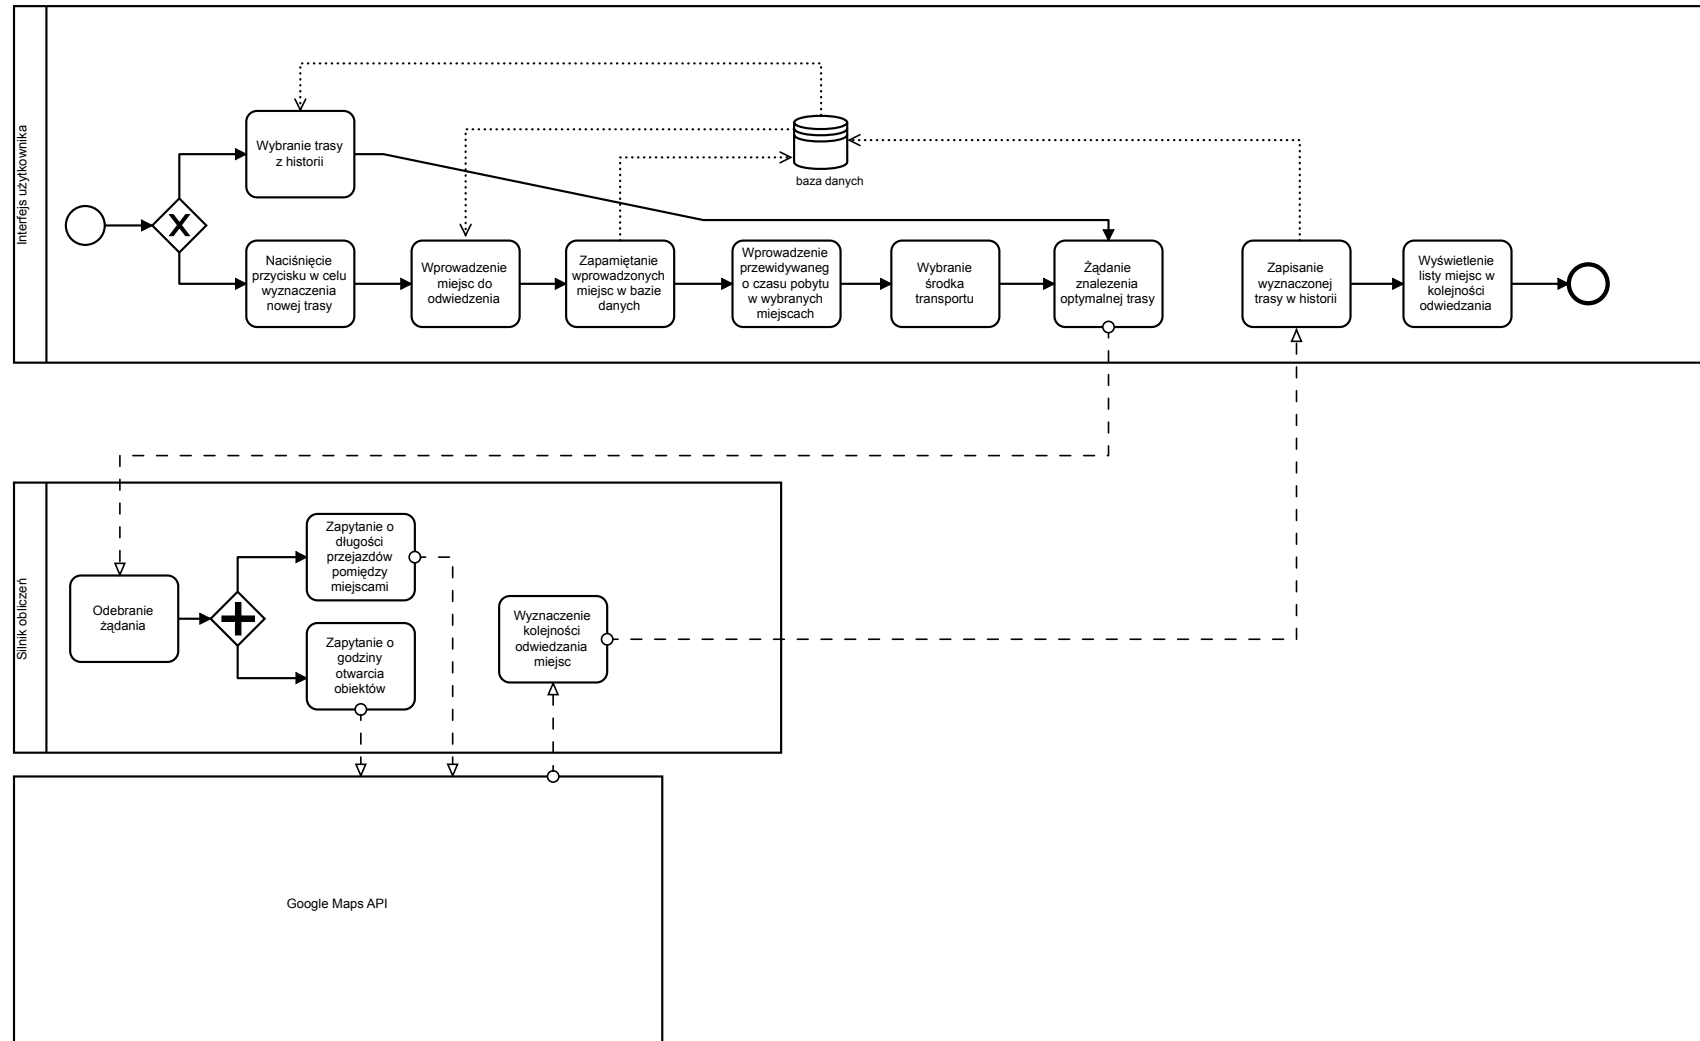 Interfejs użytkownika
Wybranie trasy
z historii
baza danych
Naciśnięcie
przycisku w celu
wyznaczenia
nowej trasy
Wprowadzenie
miejsc do
odwiedzenia
Zapamiętanie
wprowadzonych
miejsc w bazie
danych
Wprowadzenie
przewidywaneg
o czasu pobytu
w wybranych
miejscach
Wybranie
środka
transportu
Żądanie
znalezenia
optymalnej trasy
Zapisanie
wyznaczonej
trasy w historii
Wyświetlenie
listy miejsc w
kolejności
odwiedzania
Silnik obliczeń
Odebranie
żądania
Zapytanie o
długości
przejazdów
pomiędzy
miejscami
Zapytanie o
godziny
otwarcia
obiektów
Wyznaczenie
kolejności
odwiedzania
miejsc
Google Maps API